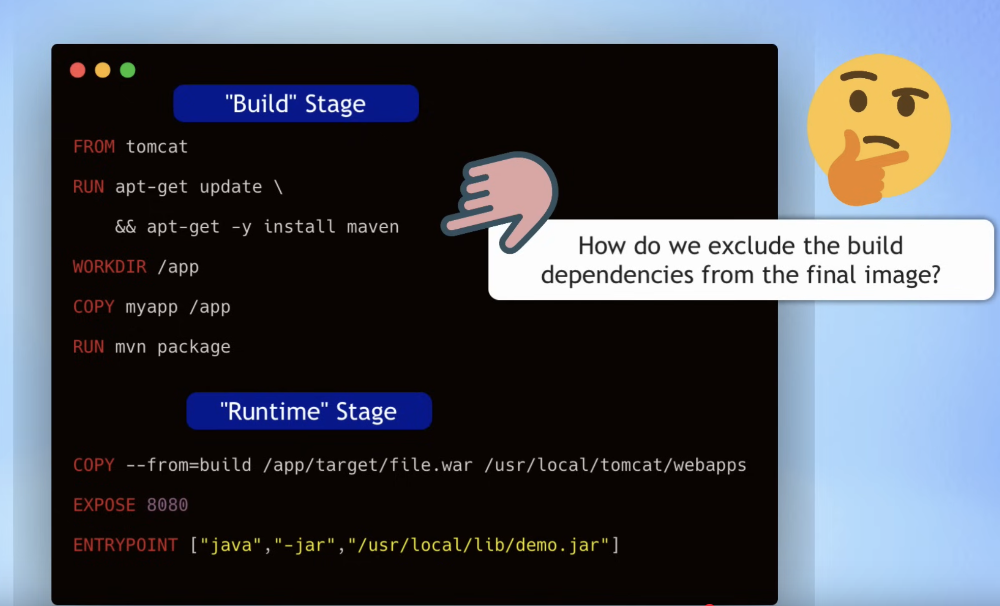 "Build" Stage
FROM tomcat
RUN apt-get update \
&& apt-get -y install maven
WORKDIR /app
COPY myapp /app
RUN mvn package
How do we exclude the build
dependencies from the final image?
"Runtime" Stage
COPY --from=build /app/target/file.war /usr/local/tomcat/webapps
EXPOSE 8080
ENTRYPOINT ["java","-jar","/usr/local/lib/demo.jar"]